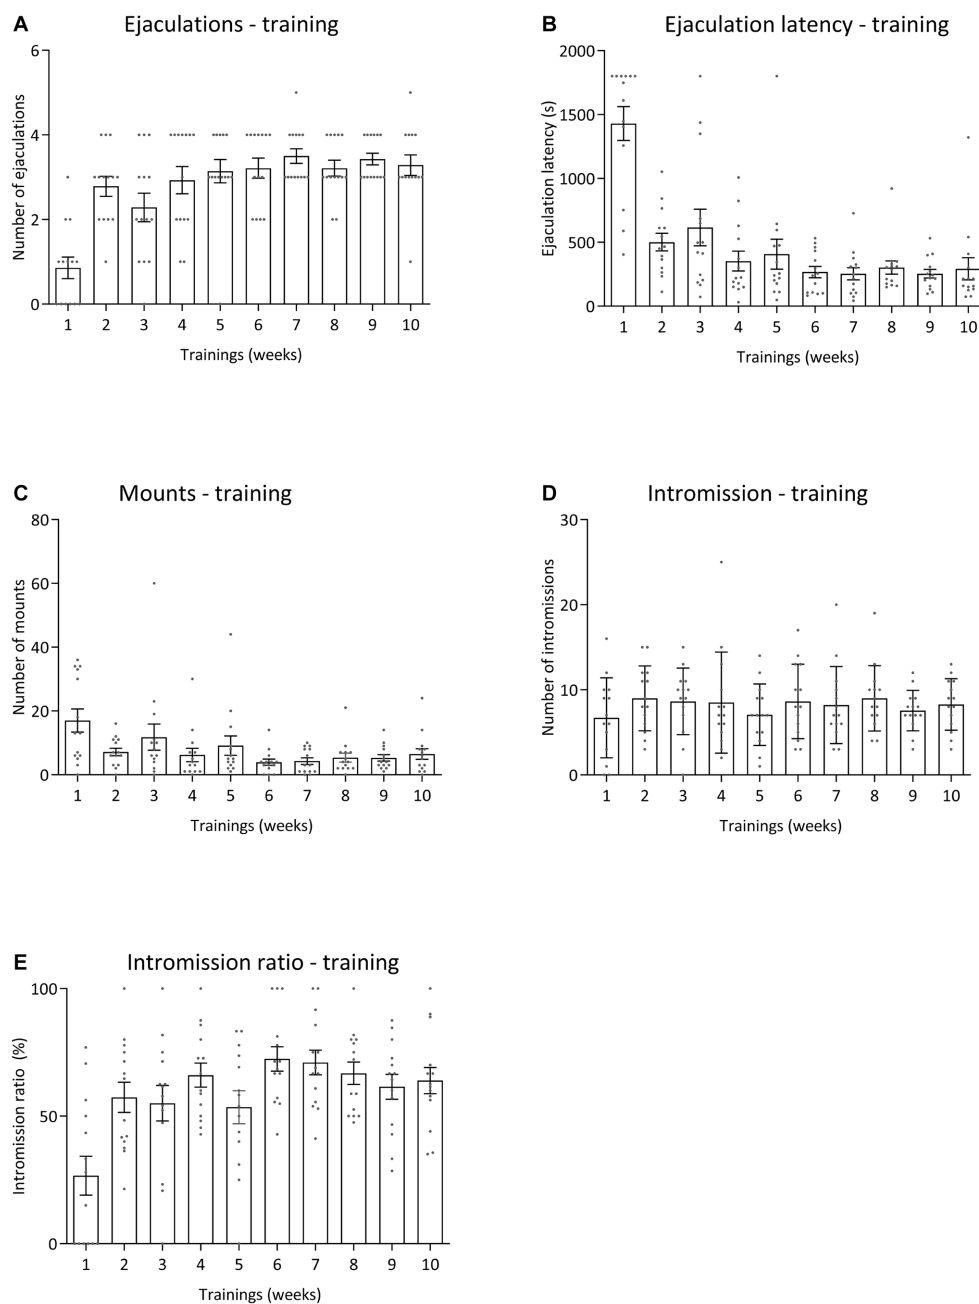 A Ejaculations - training
Number of ejaculations
6
4
2
0
1 2 3 4 5 6 7 8 9 10
Trainings (weeks)
B Ejaculation latency - training
Ejaculation latency (s)
2000
1500
1000
500
0
1 2 3 4 5 6 7 8 9 10
Trainings (weeks)
C Mounts - training
Number of mounts
80
60
40
20
0
1 2 3 4 5 6 7 8 9 10
Trainings (weeks)
D Intromission - training
Number of intromissions
30
20
10
0
1 2 3 4 5 6 7 8 9 10
Trainings (weeks)
E Intromission ratio - training
Intromission ratio (%)
100
50
0
1 2 3 4 5 6 7 8 9 10
Trainings (weeks)